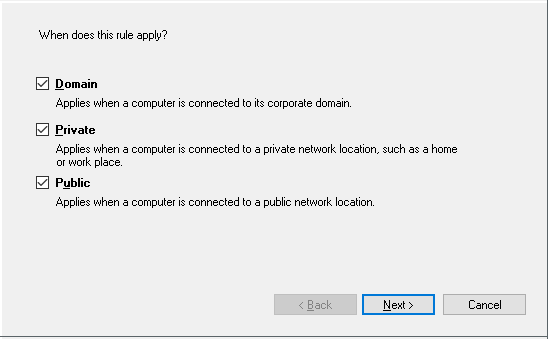 When does this rule apply?
Domain
Applies when a computer is connected to its corporate domain.
Private
Applies when a computer is connected to a private network location, such as a home
or work place.
Public
Applies when a computer is connected to a public network location.
< Back
Next >
Cancel